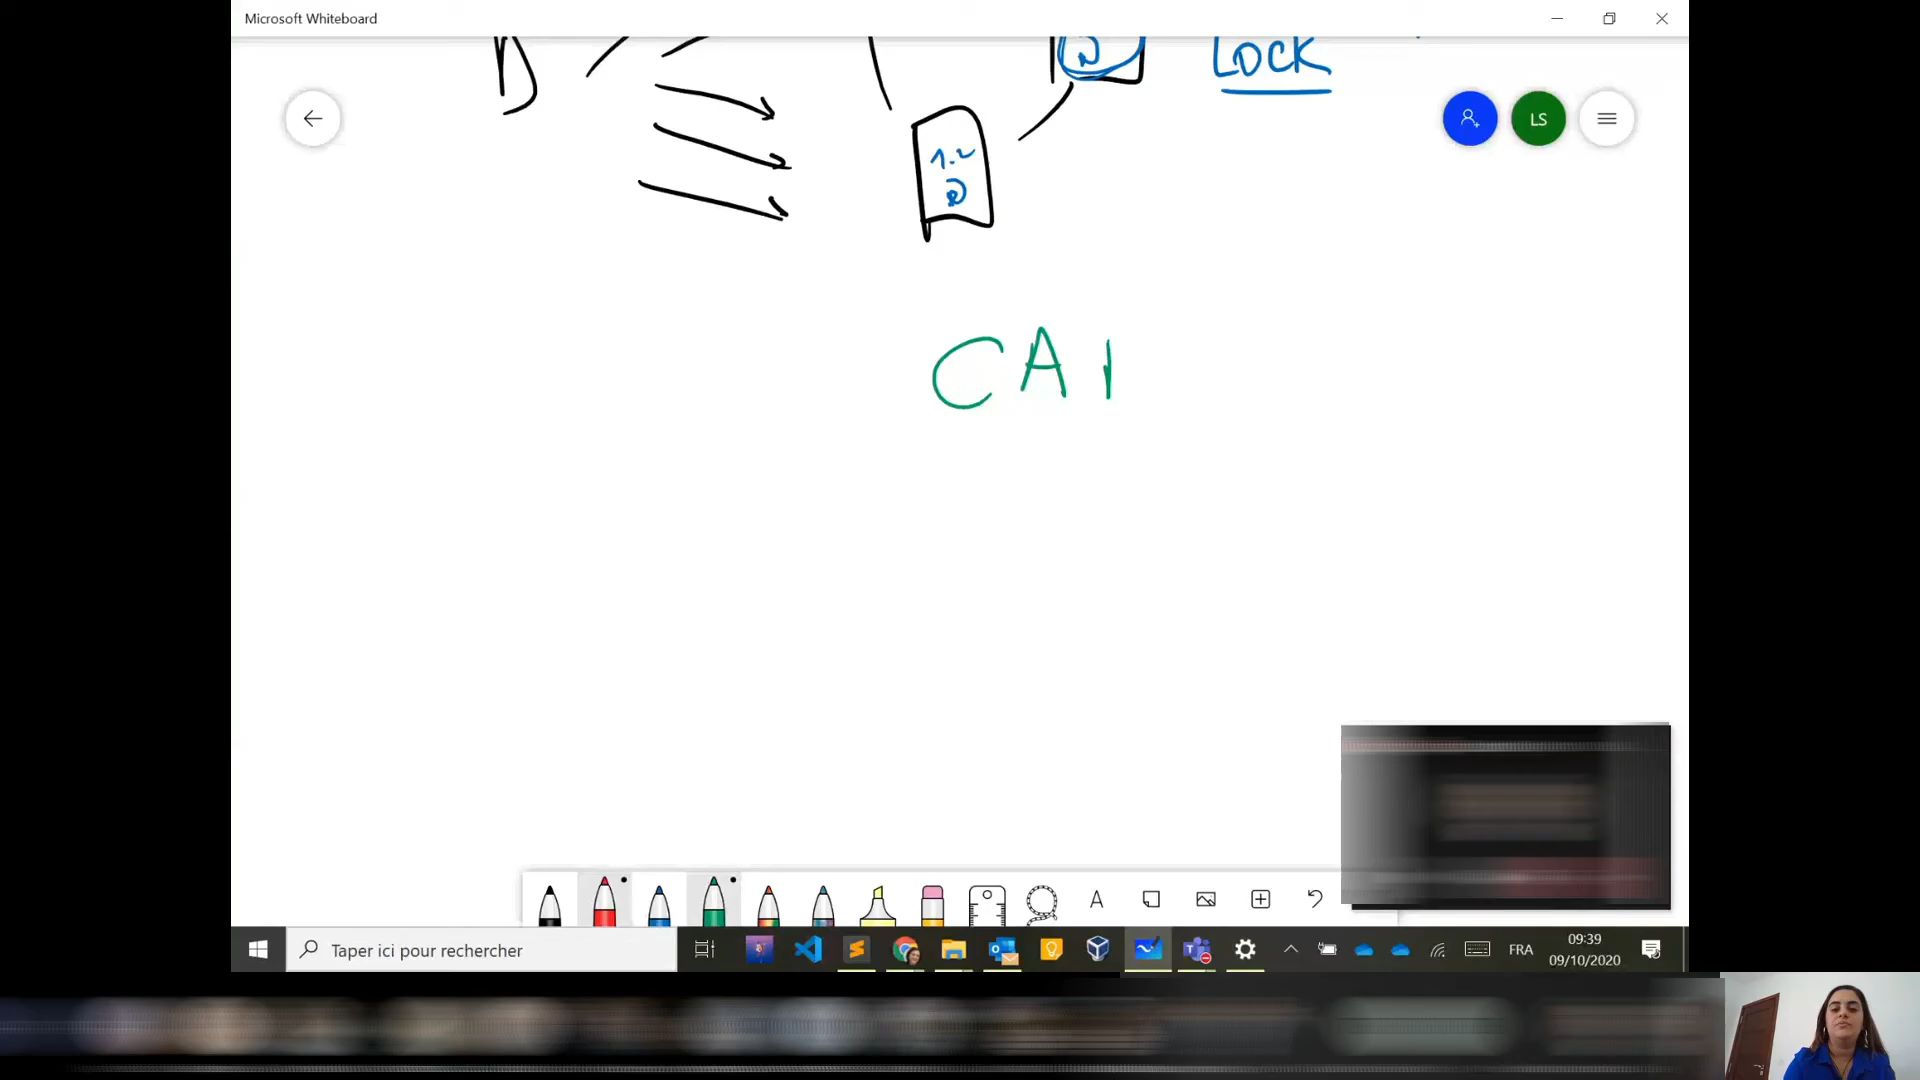 Microsoft Whiteboard
LOCK
LS
1.2
CA
Taper ici pour rechercher
FRA
09:39
09/10/2020